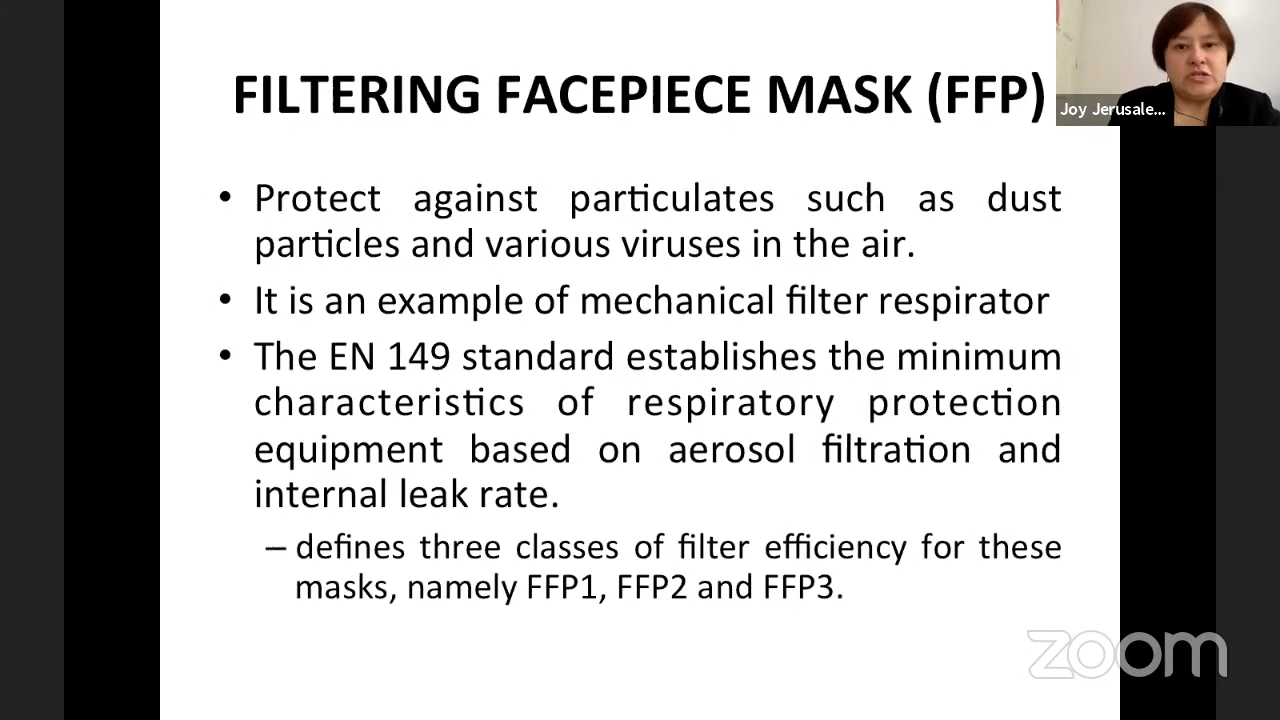 FILTERING FACEPIECE MASK (FFP)
Joy Jerusale...
• Protect against particulates such as dust
particles and various viruses in the air.
• It is an example of mechanical filter respirator
• The EN 149 standard establishes the minimum
characteristics of respiratory protection
equipment based on aerosol filtration and
internal leak rate.
– defines three classes of filter efficiency for these
masks, namely FFP1, FFP2 and FFP3.
zoom